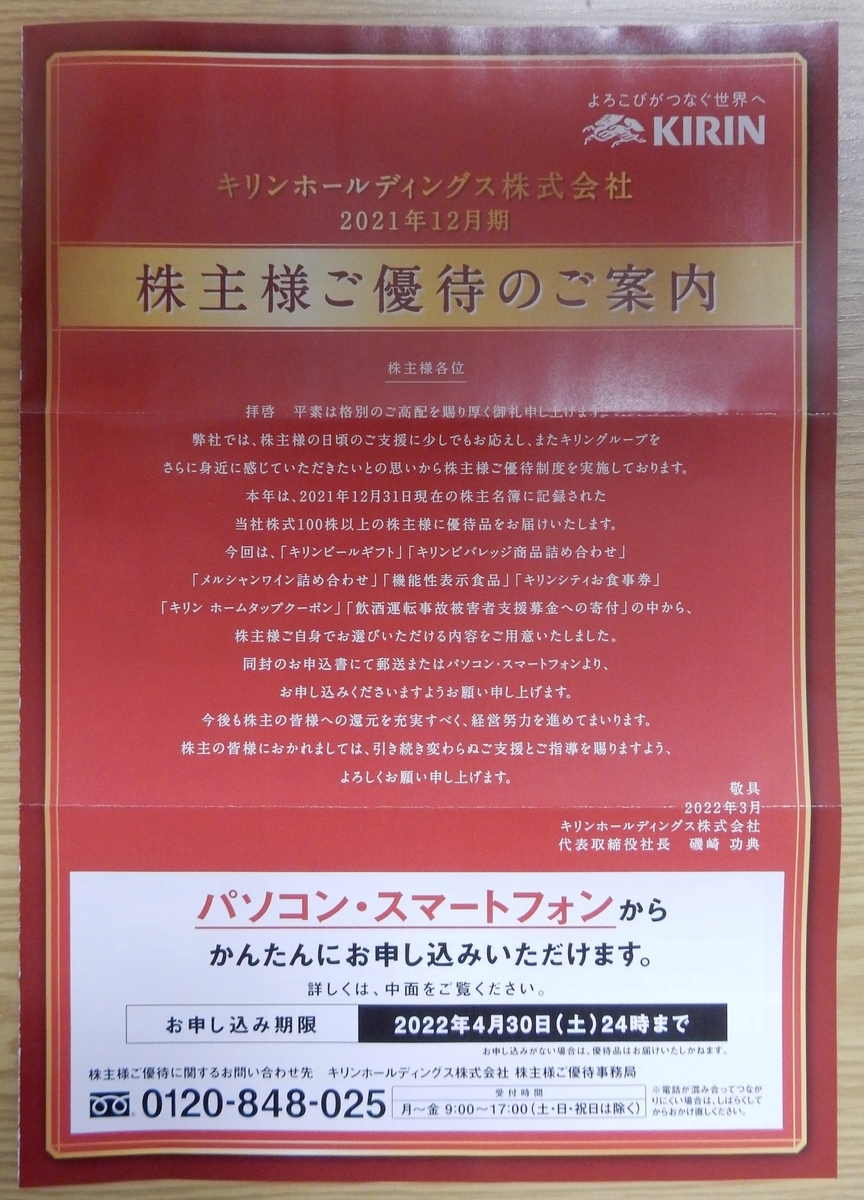 よろこびがつなぐ世界へ
KIRIN
キリンホールディングス株式会社
2021年12月期
株主様ご優待のご案内
株主様各位
拝啓　平素は格別のご高配を賜り厚く御礼申し上げます。
弊社では、株主様の日頃のご支援に少しでもお応えし、またキリングループを
さらに身近に感じていただきたいとの思いから株主様ご優待制度を実施しております。
本年は、2021年12月31日現在の株主名簿に記録された
当社株式100株以上の株主様に優待品をお届けいたします。
今回は、「キリンビールギフト」「キリンビバレッジ商品詰め合わせ」
「メルシャンワイン詰め合わせ」「機能性表示食品」「キリンシティお食事券」
「キリン ホームタップクーポン」「飲酒運転事故被害者支援募金への寄付」の中から、
株主様ご自身でお選びいただける内容をご用意いたしました。
同封のお申込書にて郵送またはパソコン・スマートフォンより、
お申し込みくださいますようお願い申し上げます。
今後も株主の皆様への還元を充実すべく、経営努力を進めてまいります。
株主の皆様におかれましては、引き続き変わらぬご支援とご指導を賜りますよう、
よろしくお願い申し上げます。
敬具
2022年3月
キリンホールディングス株式会社
代表取締役社長　磯崎 功典
パソコン・スマートフォンから
かんたんにお申し込みいただけます。
詳しくは、中面をご覧ください。
お申し込み期限 2022年4月30日（土）24時まで
お申し込みがない場合は、優待品はお届けいたしかねます。
株主様ご優待に関するお問い合わせ先　キリンホールディングス株式会社 株主様ご優待事務局
0120-848-025
受付時間
月～金 9:00～17:00（土・日・祝日は除く）
※電話が混み合ってつなが
りにくい場合は、しばらくして
からおかけ直しください。